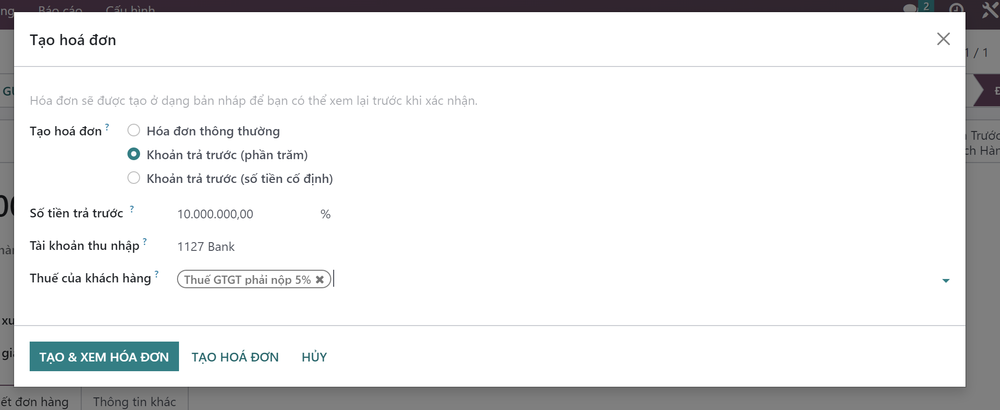 Báo cáo Cấu hình 2
Tạo hoá đơn
1 / 1
Hóa đơn sẽ được tạo ở dạng bản nháp để bạn có thể xem lại trước khi xác nhận.
Tạo hoá đơn ? Hóa đơn thông thường
Khoản trả trước (phần trăm)
Khoản trả trước (số tiền cố định)
Số tiền trả trước ? 10.000.000,00 %
Tài khoản thu nhập ? 1127 Bank
Thuế của khách hàng ? Thuế GTGT phải nộp 5% ✖
TẠO & XEM HÓA ĐƠN TẠO HOÁ ĐƠN HỦY
đơn hàng Thông tin khác